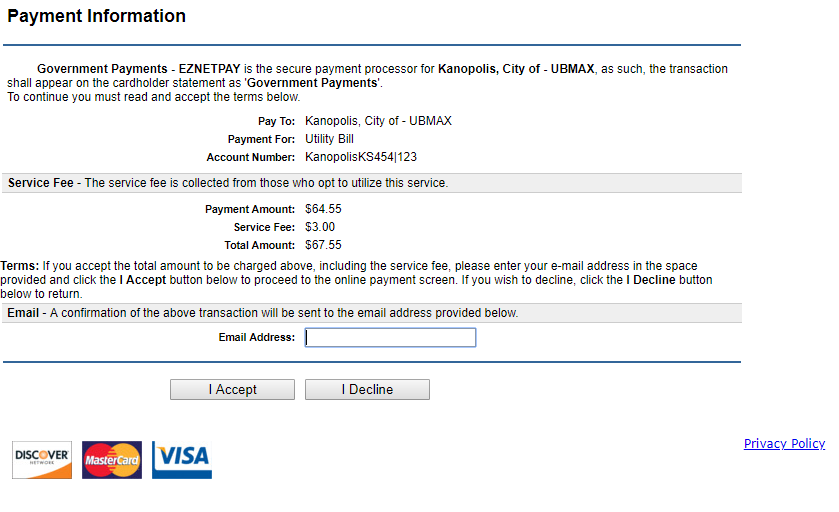 Payment Information
Government Payments - EZNETPAY is the secure payment processor for Kanopolis, City of - UBMAX, as such, the transaction
shall appear on the cardholder statement as 'Government Payments'.
To continue you must read and accept the terms below.
Pay To: Kanopolis, City of - UBMAX
Payment For: Utility Bill
Account Number: KanopolisKS454|123
Service Fee - The service fee is collected from those who opt to utilize this service.
Payment Amount: $64.55
Service Fee: $3.00
Total Amount: $67.55
Terms: If you accept the total amount to be charged above, including the service fee, please enter your e-mail address in the space
provided and click the I Accept button below to proceed to the online payment screen. If you wish to decline, click the I Decline button
below to return.
Email - A confirmation of the above transaction will be sent to the email address provided below.
Email Address:
I Accept I Decline
Privacy Policy
DISCOVER MasterCard VISA
NETWORK